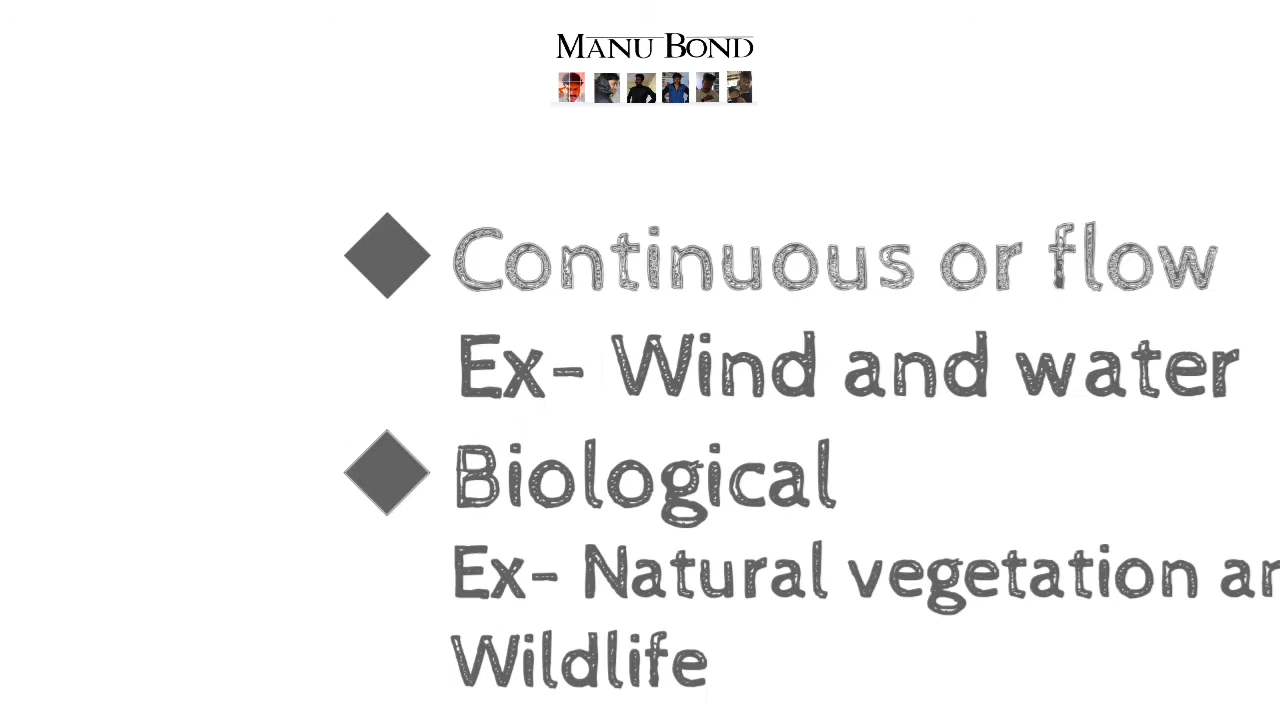 MANU BOND
Continuous or flow
Ex- Wind and water
Biological
Ex- Natural vegetation
Wildlife